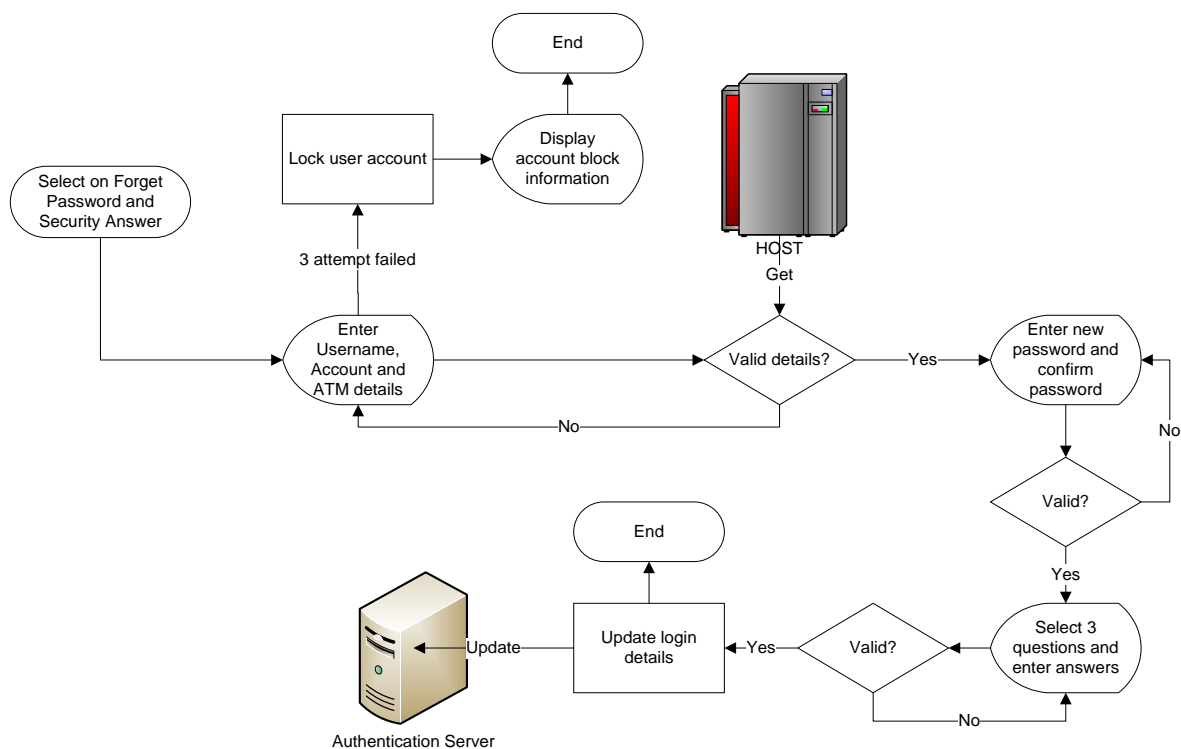 End
Display
account block
information
Lock user account
Select on Forget
Password and
Security Answer
3 attempt failed
HOST
Get
Enter
Username,
Account and
ATM details
Valid details?
Yes
Enter new
password and
confirm
password
No
No
Valid?
Yes
End
Select 3
questions and
enter answers
Valid?
Yes
Update login
details
Update
No
Authentication Server